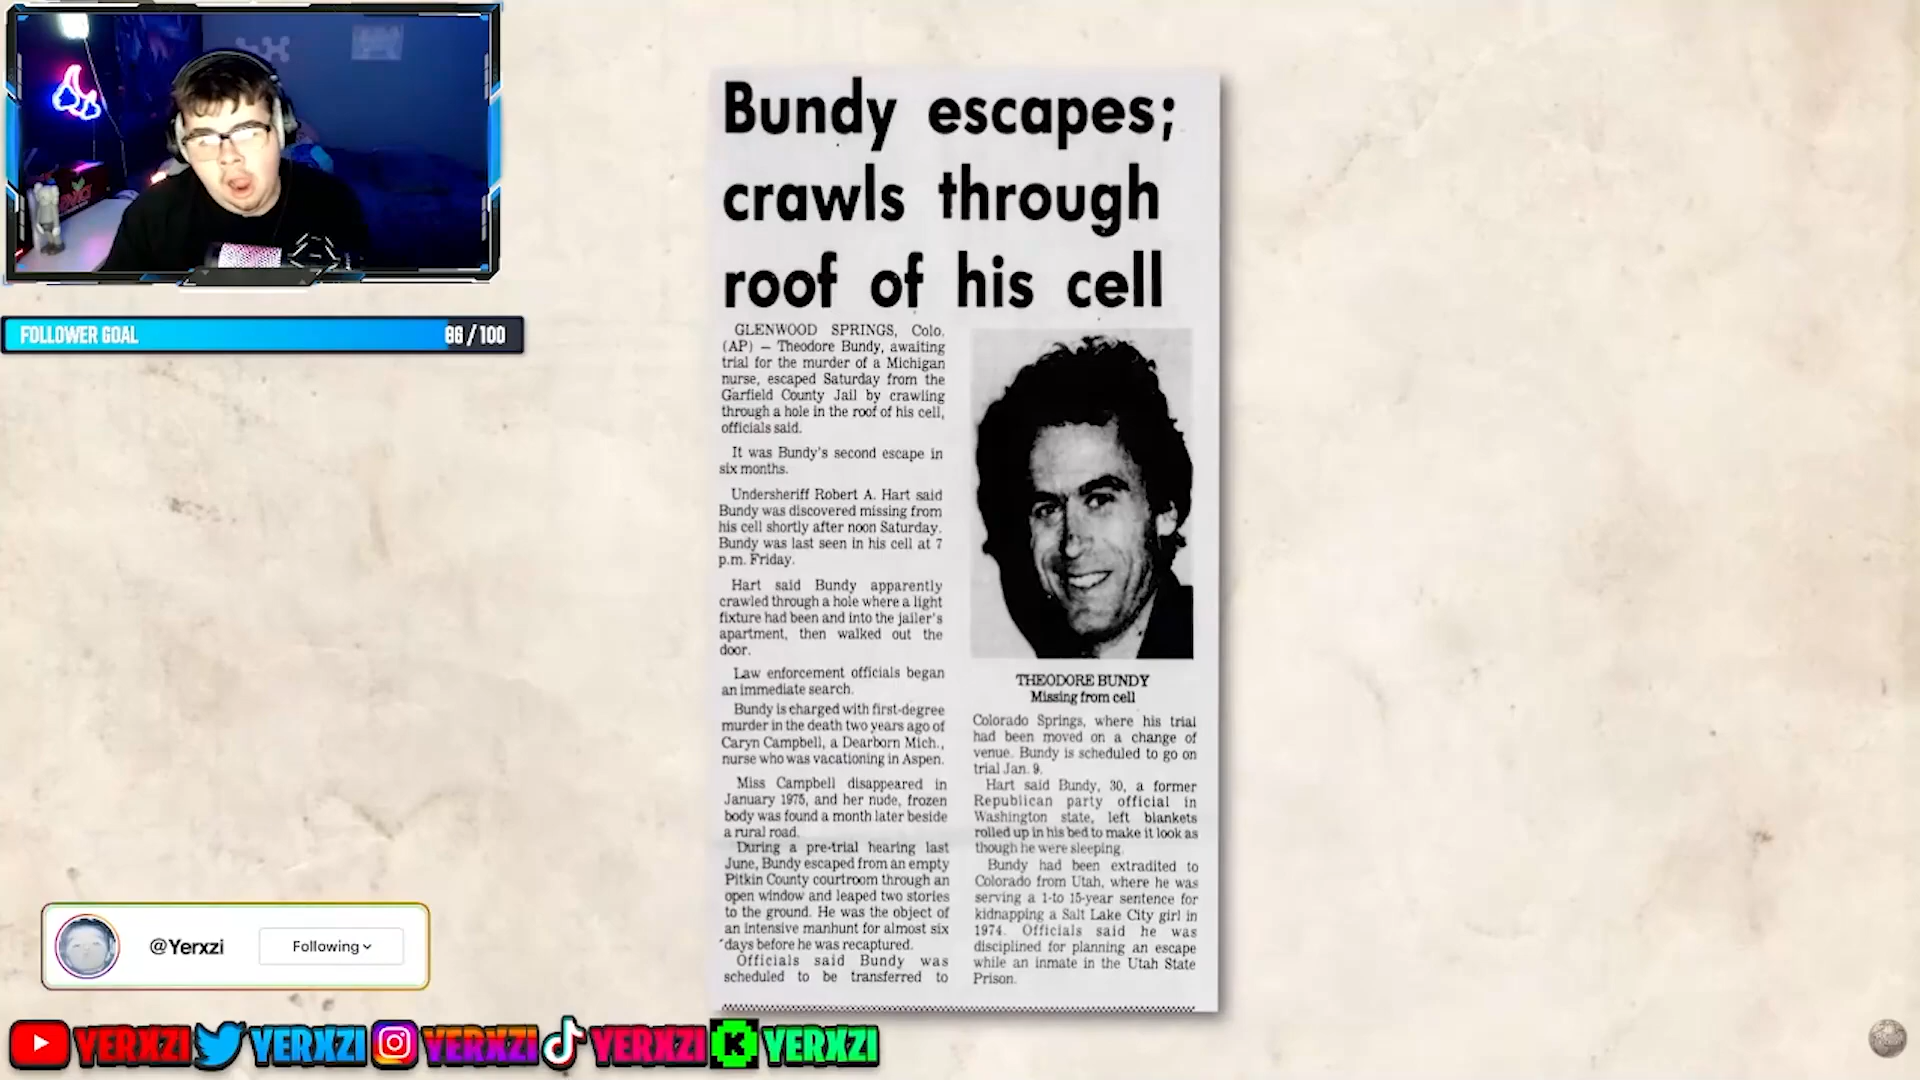 FOLLOWER GOAL
86 / 100
Bundy escapes;
crawls through
roof of his cell
GLENWOOD SPRINGS, Colo.
(AP) — Theodore Bundy, awaiting
trial for the murder of a Michigan
nurse, escaped Saturday from the
Garfield County Jail by crawling
through a hole in the roof of his cell,
officials said.
It was Bundy's second escape in
six months.
Undersheriff Robert A. Hart said
Bundy was discovered missing from
his cell shortly after noon Saturday.
Bundy was last seen in his cell at 7
p.m. Friday.
Hart said Bundy apparently
crawled through a hole where a light
fixture had been and into the jailer's
apartment, then walked out the
door.
Law enforcement officials began
an immediate search.
Bundy is charged with first-degree
murder in the death two years ago of
Caryn Campbell, a Dearborn Mich.,
nurse who was vacationing in Aspen.
Miss Campbell disappeared in
January 1975, and her nude, frozen
body was found a month later beside
a rural road.
During a pre-trial hearing last
June, Bundy escaped from an empty
Pitkin County courtroom through an
open window and leaped two stories
to the ground. He was the object of
an intensive manhunt for almost six
days before he was recaptured.
Officials said Bundy was
scheduled to be transferred to
THEODORE BUNDY
Missing from cell
Colorado Springs, where his trial
had been moved on a change of
venue. Bundy is scheduled to go on
trial Jan. 9.
Hart said Bundy, 30, a former
Republican party official in
Washington state, left blankets
rolled up in his bed to make it look as
though he were sleeping.
Bundy had been extradited to
Colorado from Utah, where he was
serving a 1-to 15-year sentence for
kidnapping a Salt Lake City girl in
1974. Officials said he was
disciplined for planning an escape
while an inmate in the Utah State
Prison.
@Yerxzi
Following
YERXZI YERXZI YERXZI YERXZI K YERXZI